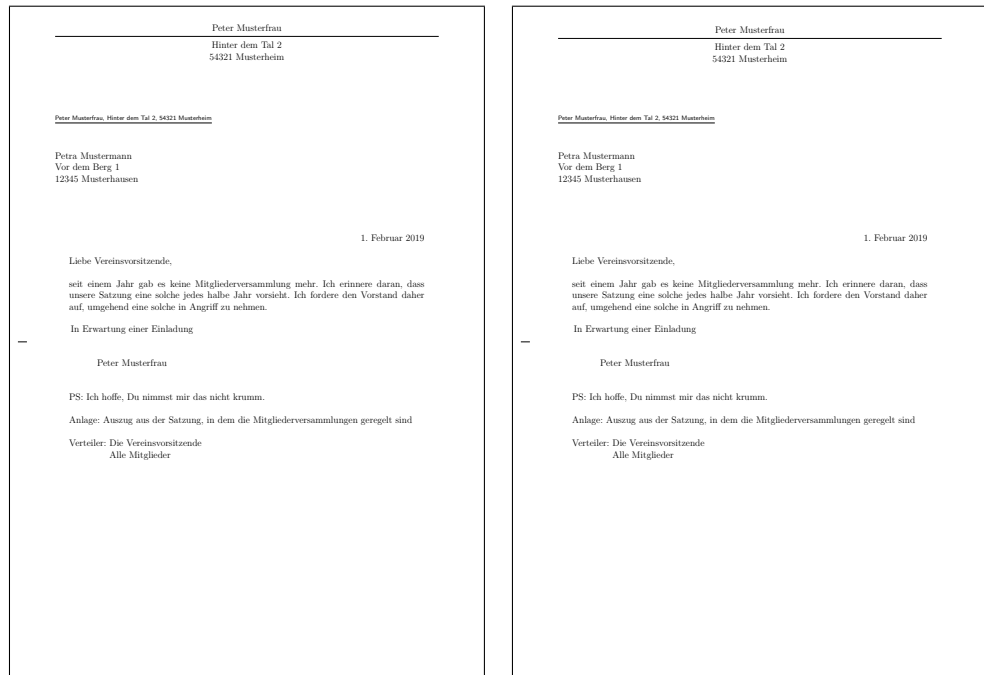 Peter Musterfrau
Hinter dem Tal 2
54321 Musterheim
Peter Musterfrau, Hinter dem Tal 2, 54321 Musterheim
Petra Mustermann
Vor dem Berg 1
12345 Musterhausen
1. Februar 2019
Liebe Vereinsvorsitzende,
seit einem Jahr gab es keine Mitgliederversammlung mehr. Ich erinnere daran, dass
unsere Satzung eine solche jedes halbe Jahr vorsieht. Ich fordere den Vorstand daher
auf, umgehend eine solche in Angriff zu nehmen.
In Erwartung einer Einladung
Peter Musterfrau
PS: Ich hoffe, Du nimmst mir das nicht krumm.
Anlage: Auszug aus der Satzung, in dem die Mitgliederversammlungen geregelt sind
Verteiler: Die Vereinsvorsitzende
Alle Mitglieder
Peter Musterfrau
Hinter dem Tal 2
54321 Musterheim
Peter Musterfrau, Hinter dem Tal 2, 54321 Musterheim
Petra Mustermann
Vor dem Berg 1
12345 Musterhausen
1. Februar 2019
Liebe Vereinsvorsitzende,
seit einem Jahr gab es keine Mitgliederversammlung mehr. Ich erinnere daran, dass
unsere Satzung eine solche jedes halbe Jahr vorsieht. Ich fordere den Vorstand daher
auf, umgehend eine solche in Angriff zu nehmen.
In Erwartung einer Einladung
Peter Musterfrau
PS: Ich hoffe, Du nimmst mir das nicht krumm.
Anlage: Auszug aus der Satzung, in dem die Mitgliederversammlungen geregelt sind
Verteiler: Die Vereinsvorsitzende
Alle Mitglieder